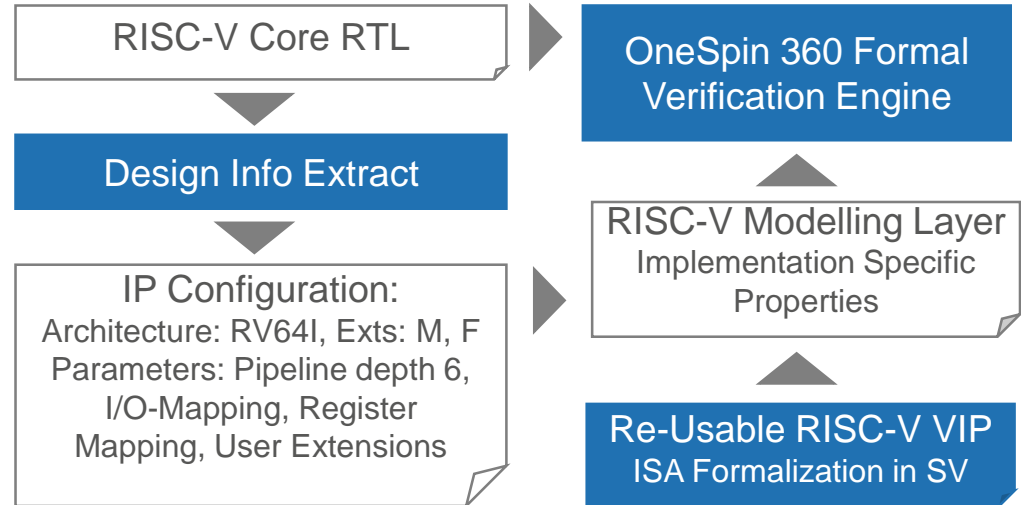 RISC-V Core RTL
Design Info Extract
IP Configuration:
Architecture: RV64I, Exts: M, F
Parameters: Pipeline depth 6,
I/O-Mapping, Register
Mapping, User Extensions
OneSpin 360 Formal
Verification Engine
RISC-V Modelling Layer
Implementation Specific
Properties
Re-Usable RISC-V VIP
ISA Formalization in SV